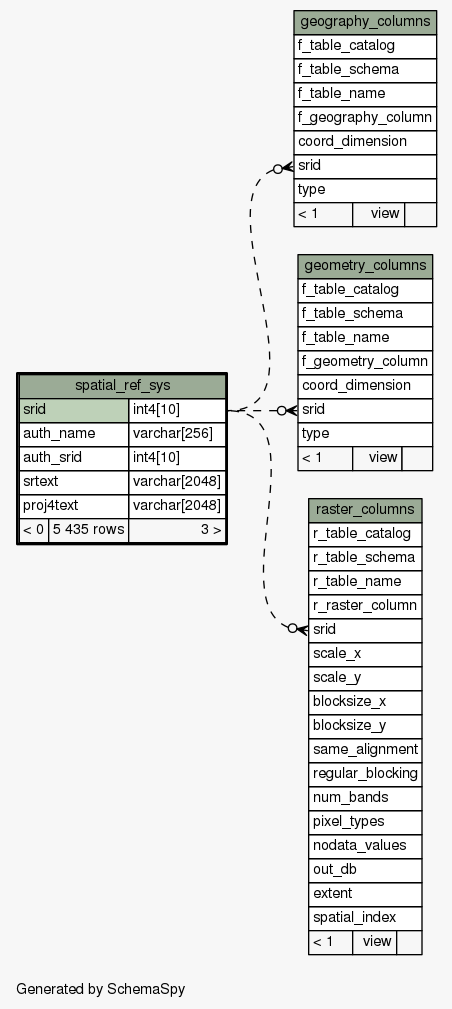 geography_columns
f_table_catalog
f_table_schema
f_table_name
f_geography_column
coord_dimension
srid
type
< 1 view
geometry_columns
f_table_catalog
f_table_schema
f_table_name
f_geometry_column
coord_dimension
srid
type
< 1 view
spatial_ref_sys
srid int4[10]
auth_name varchar[256]
auth_srid int4[10]
srtext varchar[2048]
proj4text varchar[2048]
< 0 5 435 rows 3 >
raster_columns
r_table_catalog
r_table_schema
r_table_name
r_raster_column
srid
scale_x
scale_y
blocksize_x
blocksize_y
same_alignment
regular_blocking
num_bands
pixel_types
nodata_values
out_db
extent
spatial_index
< 1 view
Generated by SchemaSpy